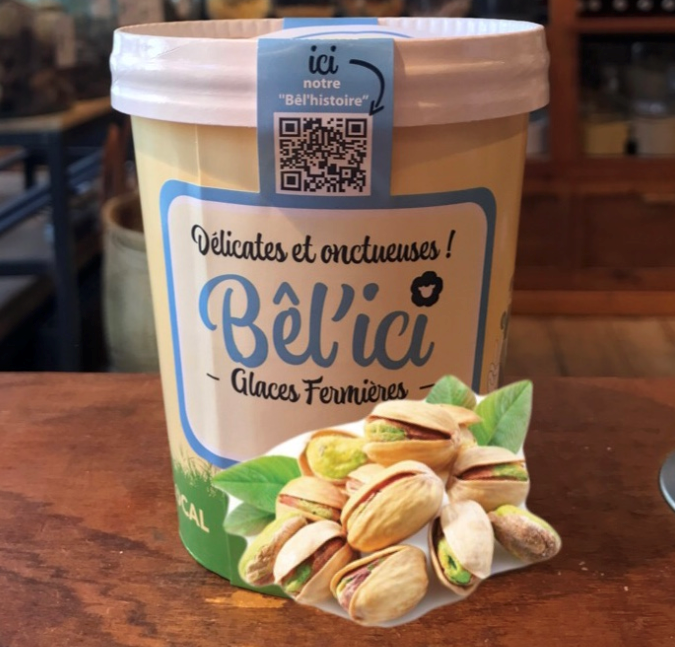 ici
notre
"Bêl'histoire"
Délicates et onctueuses !
Bêl'ici
– Glaces Fermières –
CAL